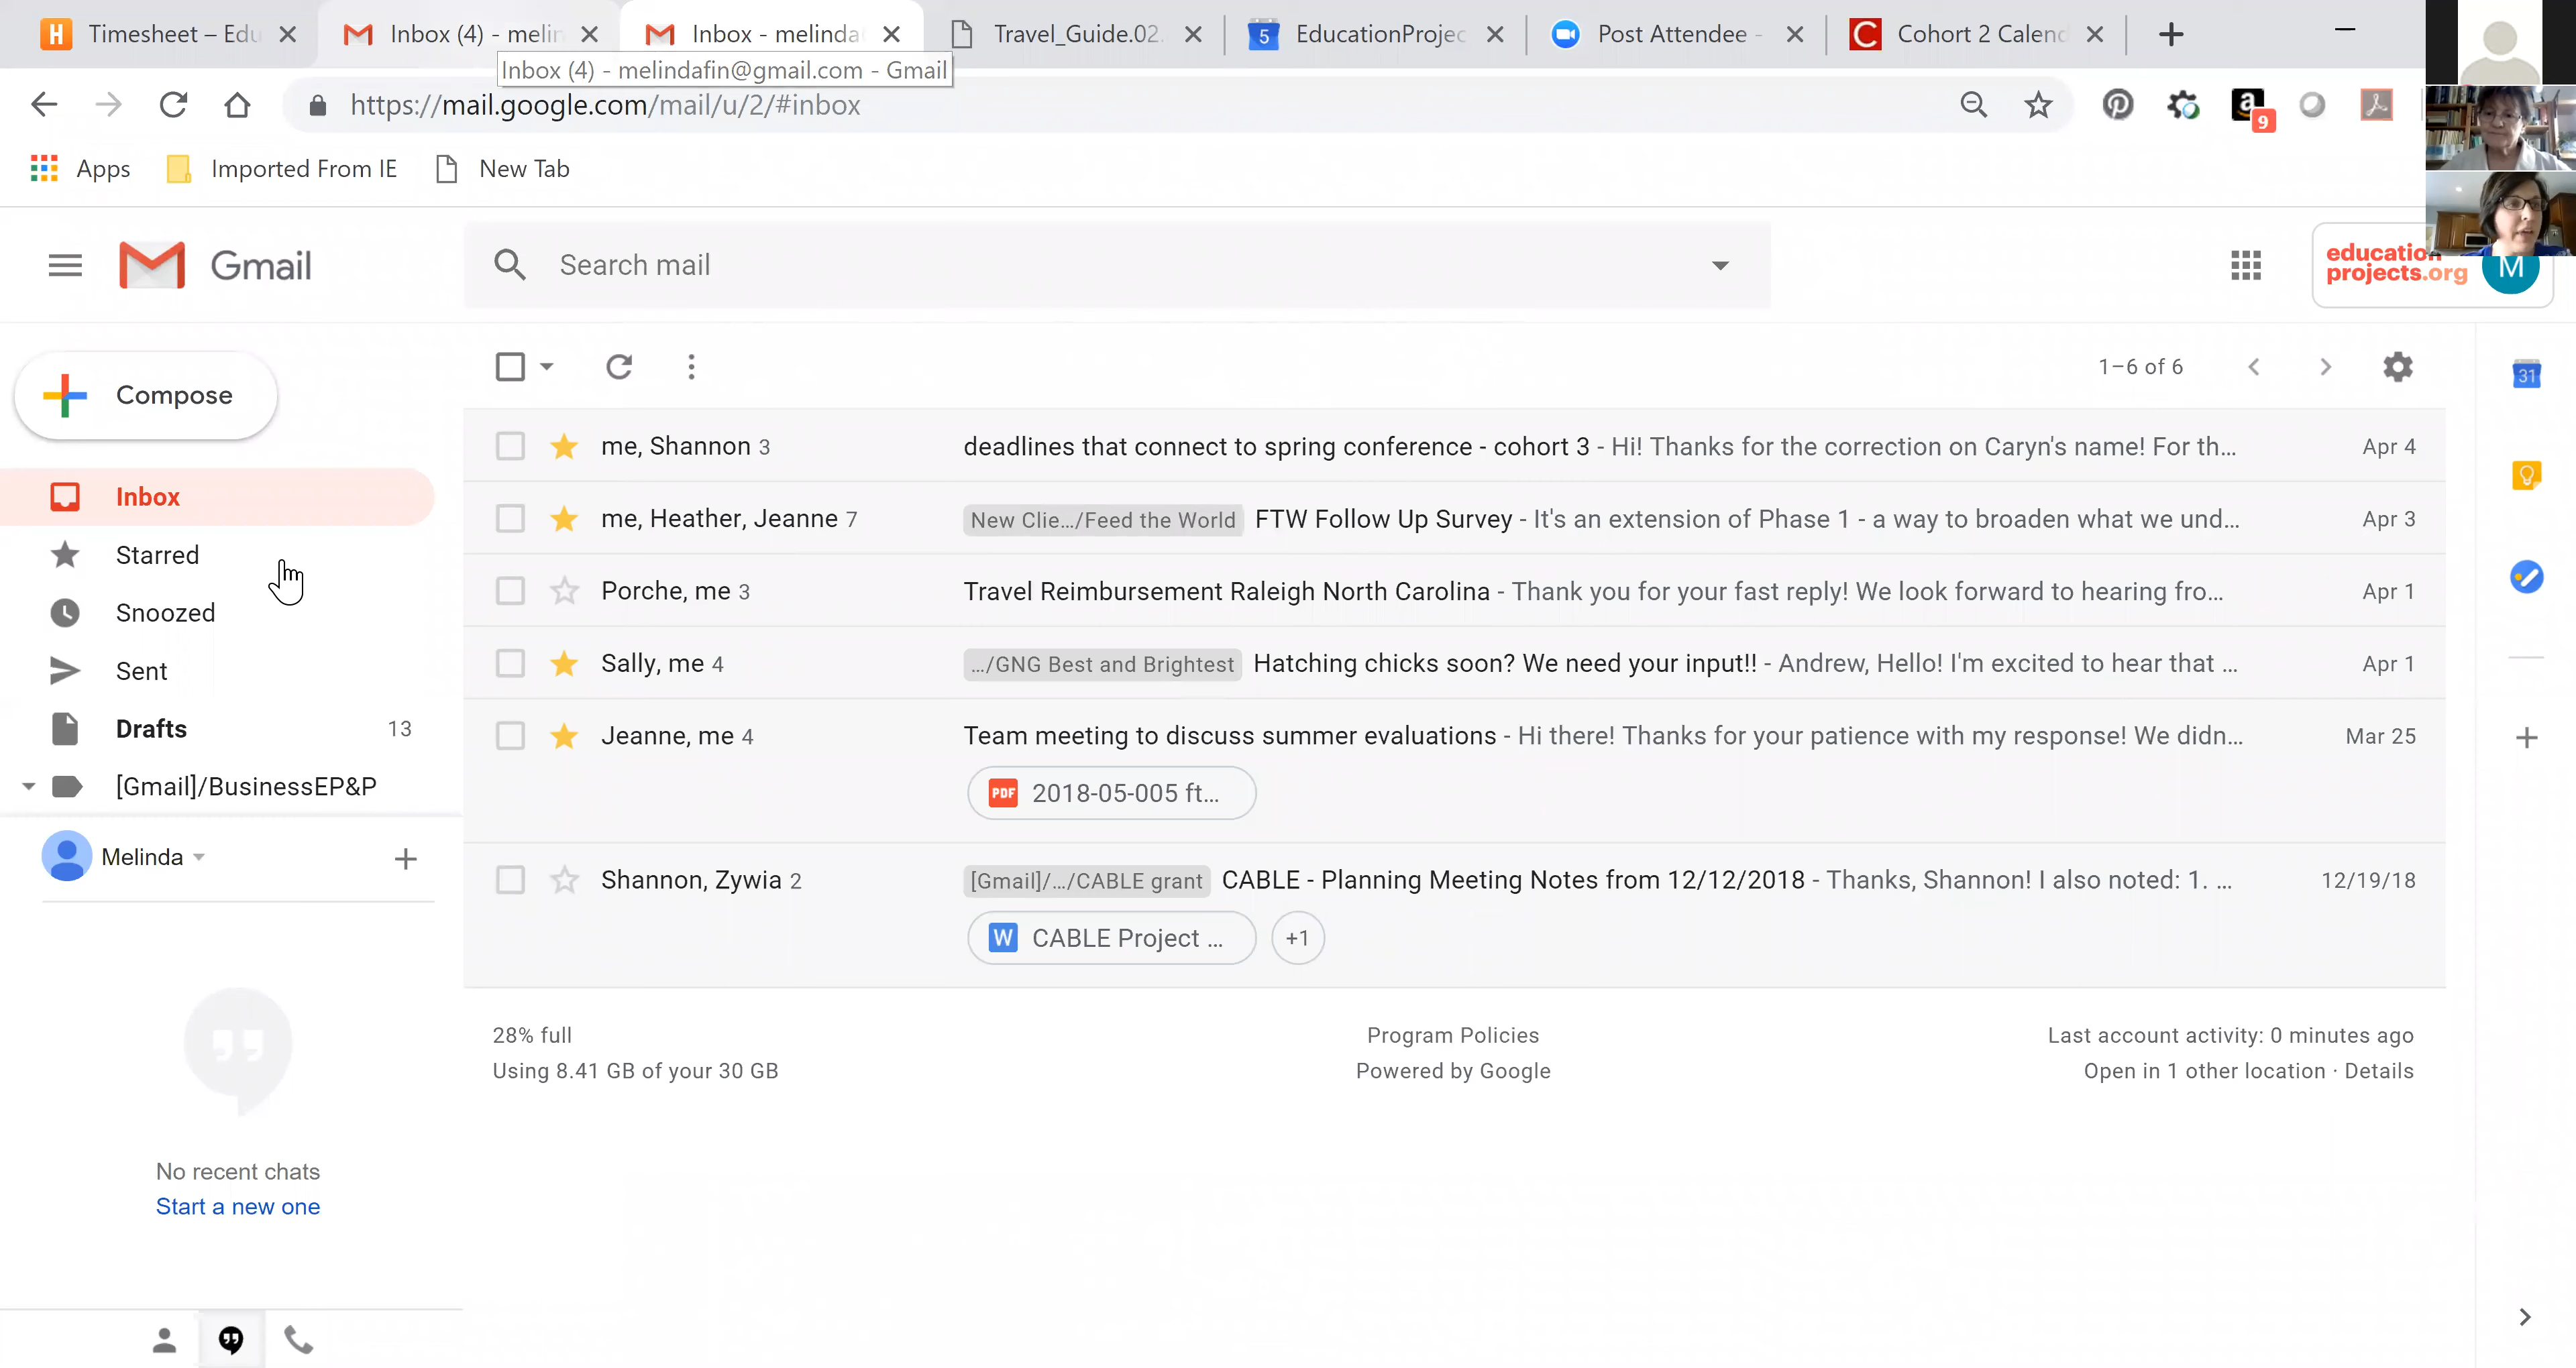 Timesheet – Edu
Inbox (4) - melin
Inbox - melinda
Travel_Guide.02.
5 EducationProjec
Post Attendee -
Cohort 2 Calend
Inbox (4) - melindafin@gmail.com - Gmail
https://mail.google.com/mail/u/2/#inbox
9
Apps
Imported From IE
New Tab
Gmail
Search mail
education
projects.org
M
Compose
1–6 of 6
31
Inbox
Starred
Snoozed
Sent
Drafts 13
[Gmail]/BusinessEP&P
me, Shannon 3 deadlines that connect to spring conference - cohort 3 - Hi! Thanks for the correction on Caryn's name! For th... Apr 4
me, Heather, Jeanne 7 New Clie.../Feed the World FTW Follow Up Survey - It's an extension of Phase 1 - a way to broaden what we und... Apr 3
Porche, me 3 Travel Reimbursement Raleigh North Carolina - Thank you for your fast reply! We look forward to hearing fro... Apr 1
Sally, me 4 .../GNG Best and Brightest Hatching chicks soon? We need your input!! - Andrew, Hello! I'm excited to hear that ... Apr 1
Jeanne, me 4 Team meeting to discuss summer evaluations - Hi there! Thanks for your patience with my response! We didn... Mar 25
PDF 2018-05-005 ft...
Shannon, Zywia 2 [Gmail]/.../CABLE grant CABLE - Planning Meeting Notes from 12/12/2018 - Thanks, Shannon! I also noted: 1. ... 12/19/18
W CABLE Project ... +1
Melinda
No recent chats
Start a new one
28% full
Using 8.41 GB of your 30 GB
Program Policies
Powered by Google
Last account activity: 0 minutes ago
Open in 1 other location · Details